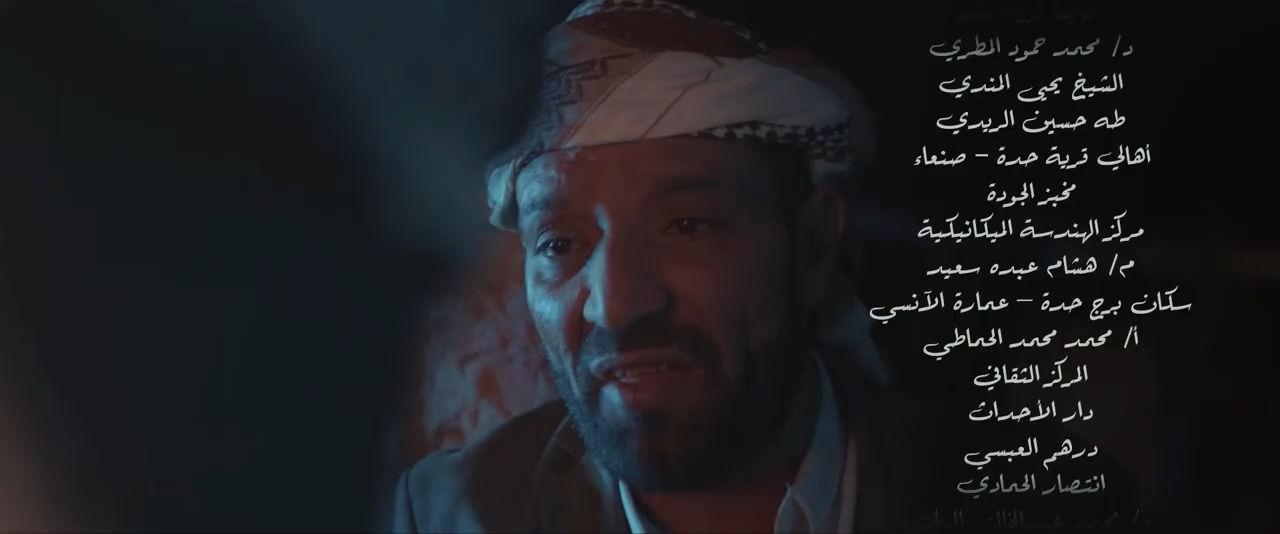 د/ محمد حمود المطري
الشيخ يحيى المندي
طه حسين الريدي
أهالي قرية حدة – صنعاء
مخبز الجودة
مركز الهندسة الميكانيكية
م/ هشام عبده سعيد
سكان برج حدة – عمارة الآنسي
أ/ محمد محمد الحماطي
المركز الثقافي
دار الأحداث
درهم العبسي
انتصار الحمادي